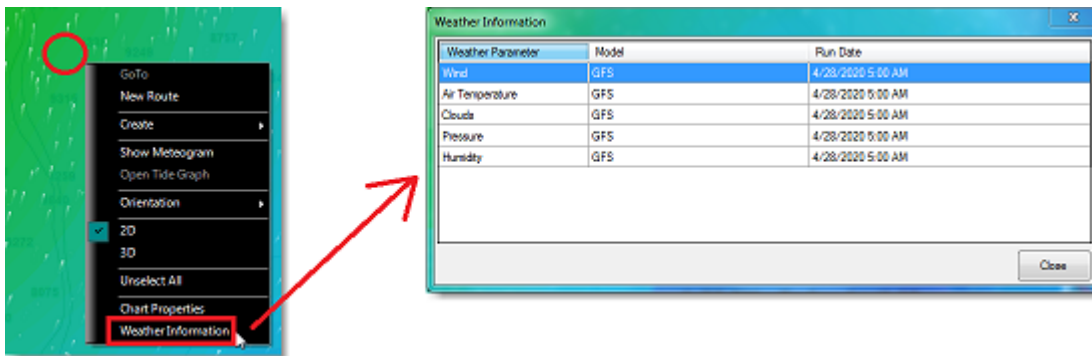 GoTo
New Route
Create
Show Meteogram
Open Tide Graph
Orientation
2D
3D
Unselect All
Chart Properties
Weather Information
Weather Information
Weather Parameter Model Run Date
Wind GFS 4/28/2020 5:00 AM
Air Temperature GFS 4/28/2020 5:00 AM
Clouds GFS 4/28/2020 5:00 AM
Pressure GFS 4/28/2020 5:00 AM
Humidity GFS 4/28/2020 5:00 AM
Close